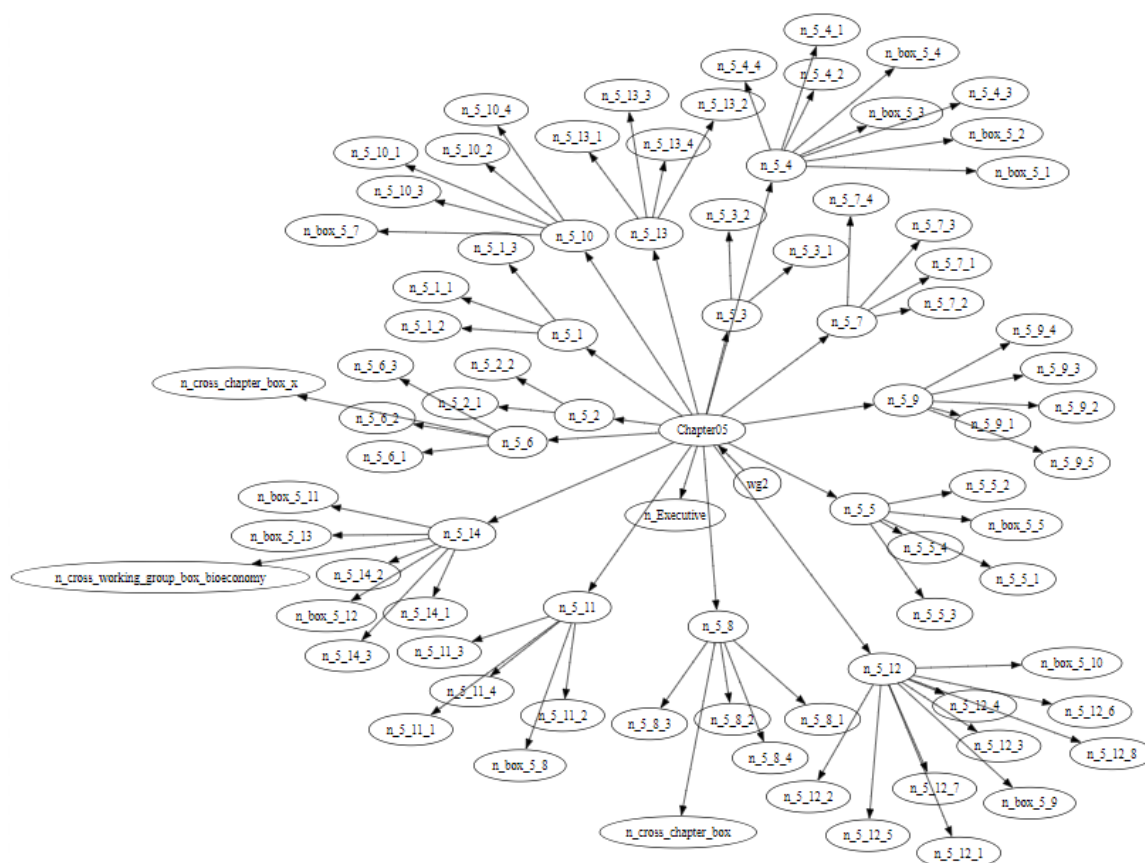 n_5_4_1
n_box_5_4
n_5_4_4
n_5_4_2
n_5_13_3
n_5_13_2
n_5_4_3
n_5_10_4
n_box_5_3
n_box_5_2
n_5_13_1
n_5_13_4
n_5_10_1
n_5_10_2
n_5_4
n_box_5_1
n_5_10_3
n_5_7_4
n_5_3_2
n_5_7_3
n_box_5_7
n_5_10
n_5_13
n_5_1_3
n_5_3_1
n_5_7_1
n_5_1_1
n_5_7_2
n_5_3
n_5_7
n_5_1_2
n_5_1
n_5_9_4
n_5_6_3
n_5_2_2
n_5_9_3
n_cross_chapter_box_x
n_5_2_1
n_5_9
n_5_9_2
n_5_2
n_5_6_2
n_5_9_1
Chapter05
n_5_6
n_5_6_1
n_5_9_5
wg2
n_5_5_2
n_box_5_11
n_5_5
n_Executive
n_box_5_5
n_box_5_13
n_5_14
n_5_5_4
n_cross_working_group_box_bioeconomy
n_5_14_2
n_5_5_1
n_5_11
n_box_5_12
n_5_14_1
n_5_5_3
n_5_8
n_5_14_3
n_5_11_3
n_box_5_10
n_5_12
n_5_11_4
n_5_12_4
n_5_12_6
n_5_11_2
n_5_8_3
n_5_8_2
n_5_8_1
n_5_11_1
n_5_12_3
n_5_12_8
n_5_8_4
n_box_5_8
n_5_12_7
n_5_12_2
n_box_5_9
n_cross_chapter_box
n_5_12_5
n_5_12_1